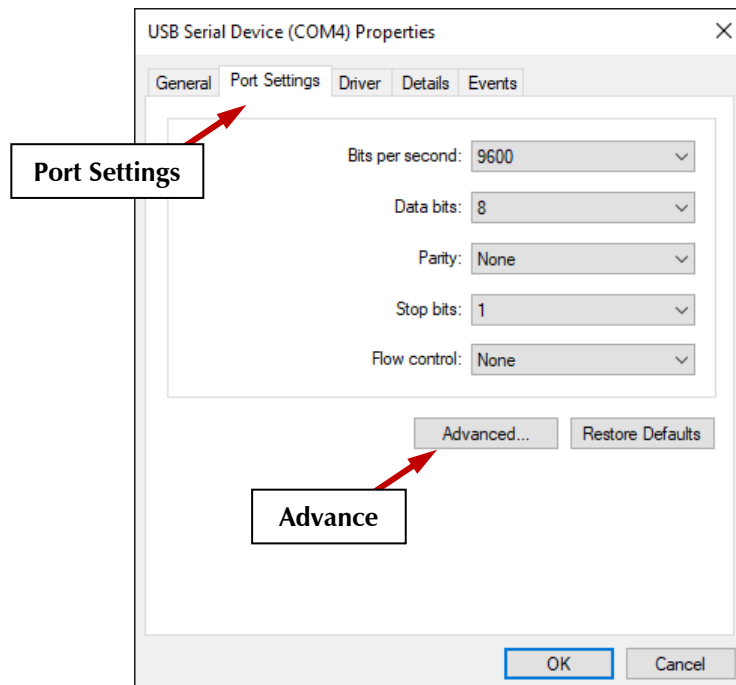 USB Serial Device (COM4) Properties
General Port Settings Driver Details Events
Port Settings
Bits per second: 9600
Data bits: 8
Parity: None
Stop bits: 1
Flow control: None
Advanced... Restore Defaults
Advance
OK Cancel